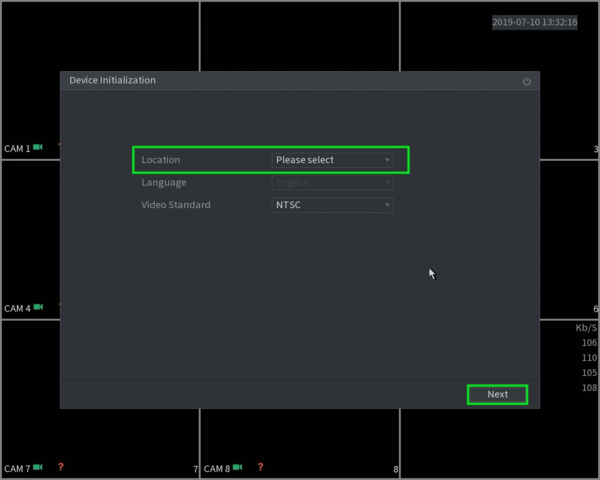 2019-07-10 13:32:16
Device Initialization
CAM 1
3
Location Please select
Language English
Video Standard NTSC
CAM 4
6
Kb/S
106
110
105
108
Next
CAM 7 ? 7
CAM 8 ? 8